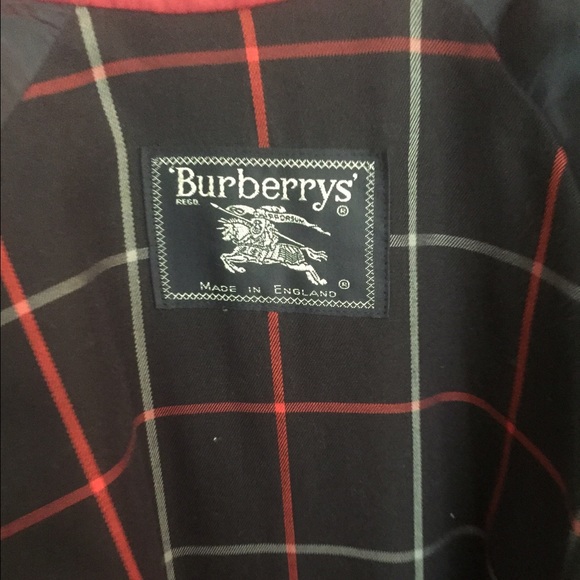 'Burberrys'
REGD.
PRORSUM
R
MADE IN ENGLAND R